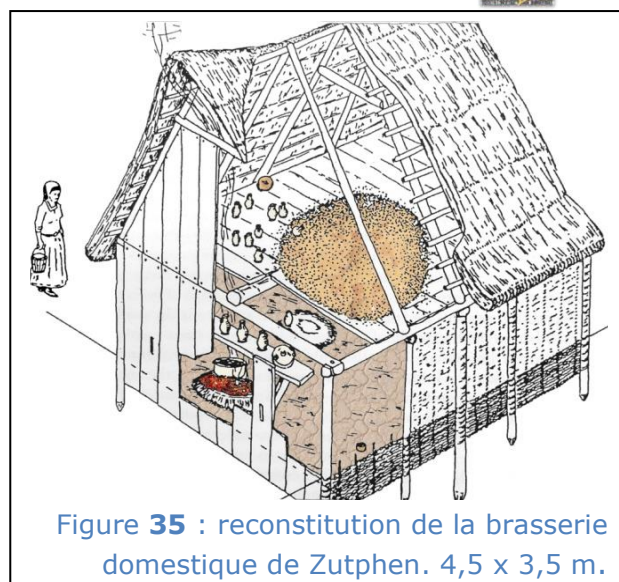 Figure 35 : reconstitution de la brasserie
domestique de Zutphen. 4,5 x 3,5 m.